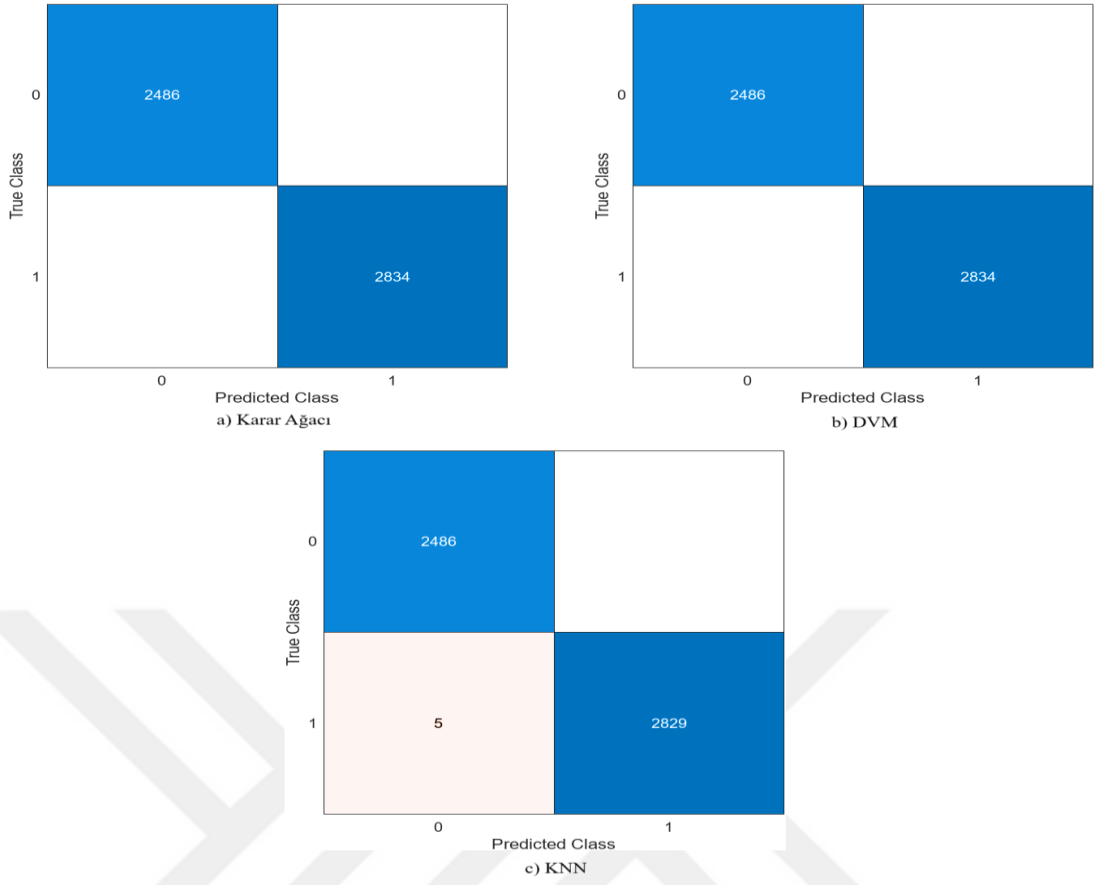 0
2486
True Class
1
2834
0
1
Predicted Class
a) Karar Ağacı
0
2486
True Class
1
2834
0
1
Predicted Class
b) DVM
0
2486
True Class
1
5
2829
0
1
Predicted Class
c) KNN